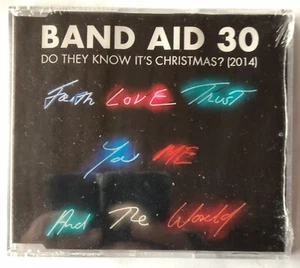 BAND AID 30
DO THEY KNOW IT'S CHRISTMAS? (2014)
Faith LOVE Trust
You ME
And The World